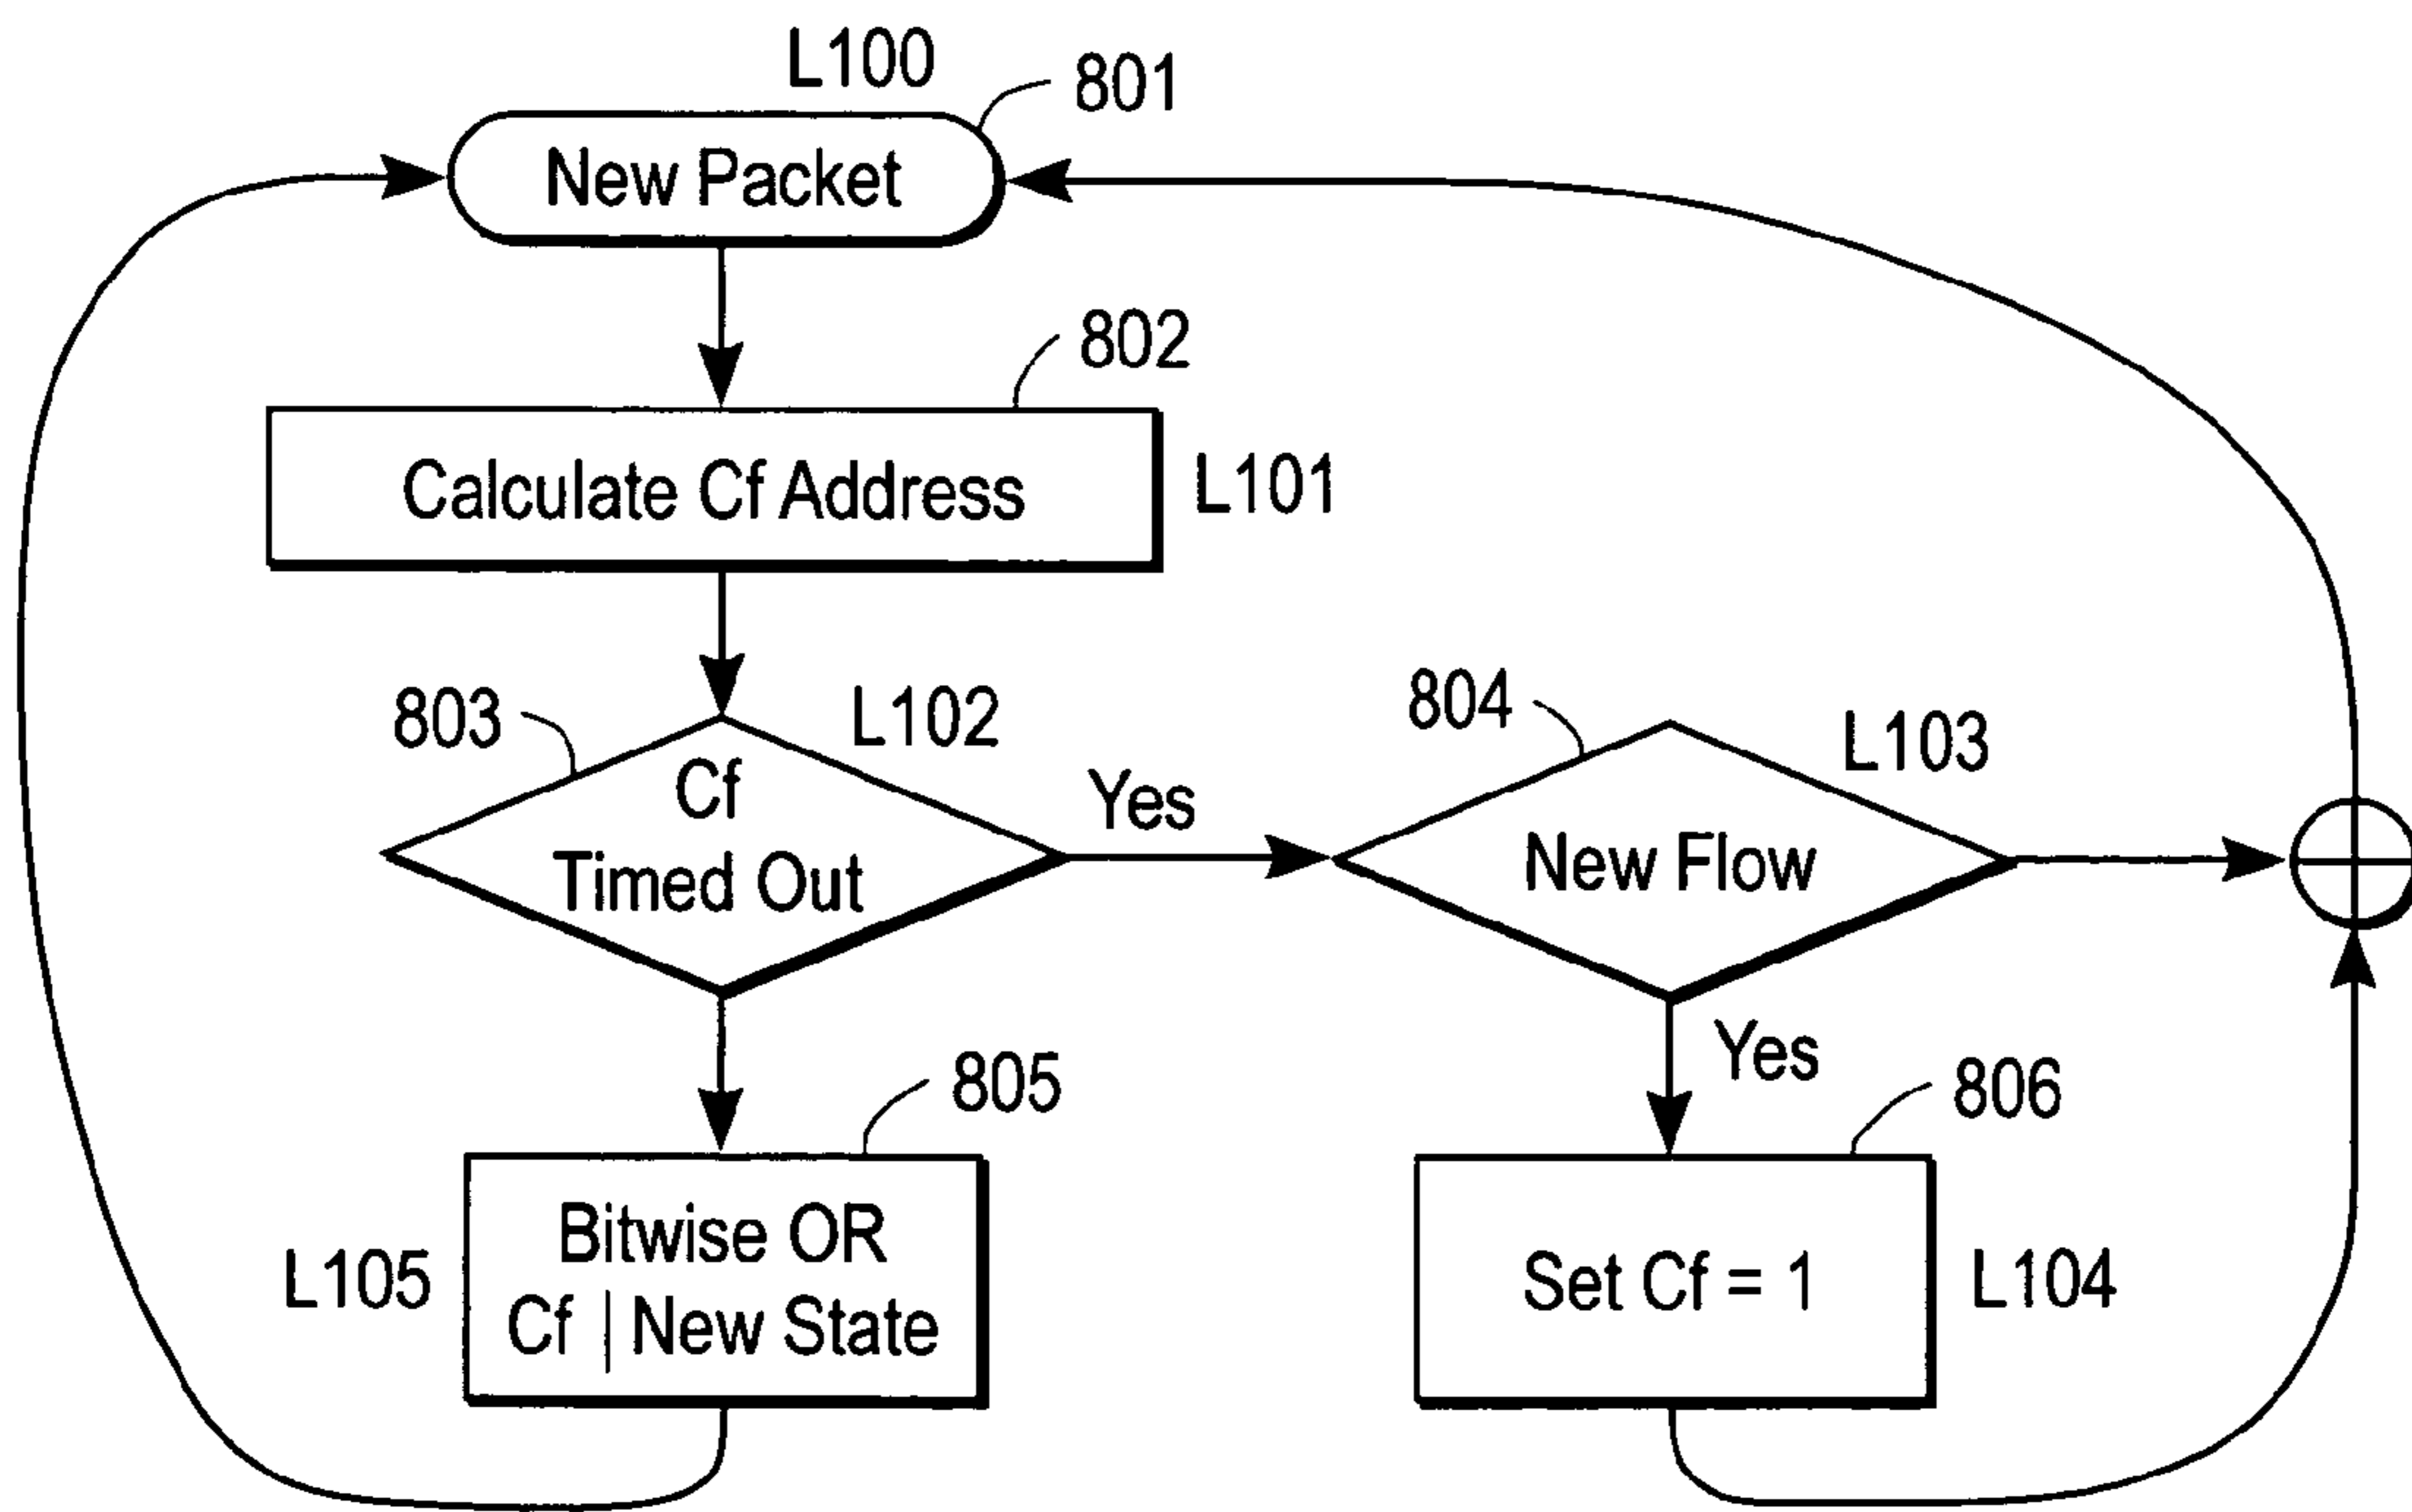 L100
801
New Packet
802
Calculate Cf Address
L101
803
L102
Cf
Timed Out
Yes
804
L103
New Flow
Yes
805
Bitwise OR
Cf | New State
L105
806
Set Cf = 1
L104